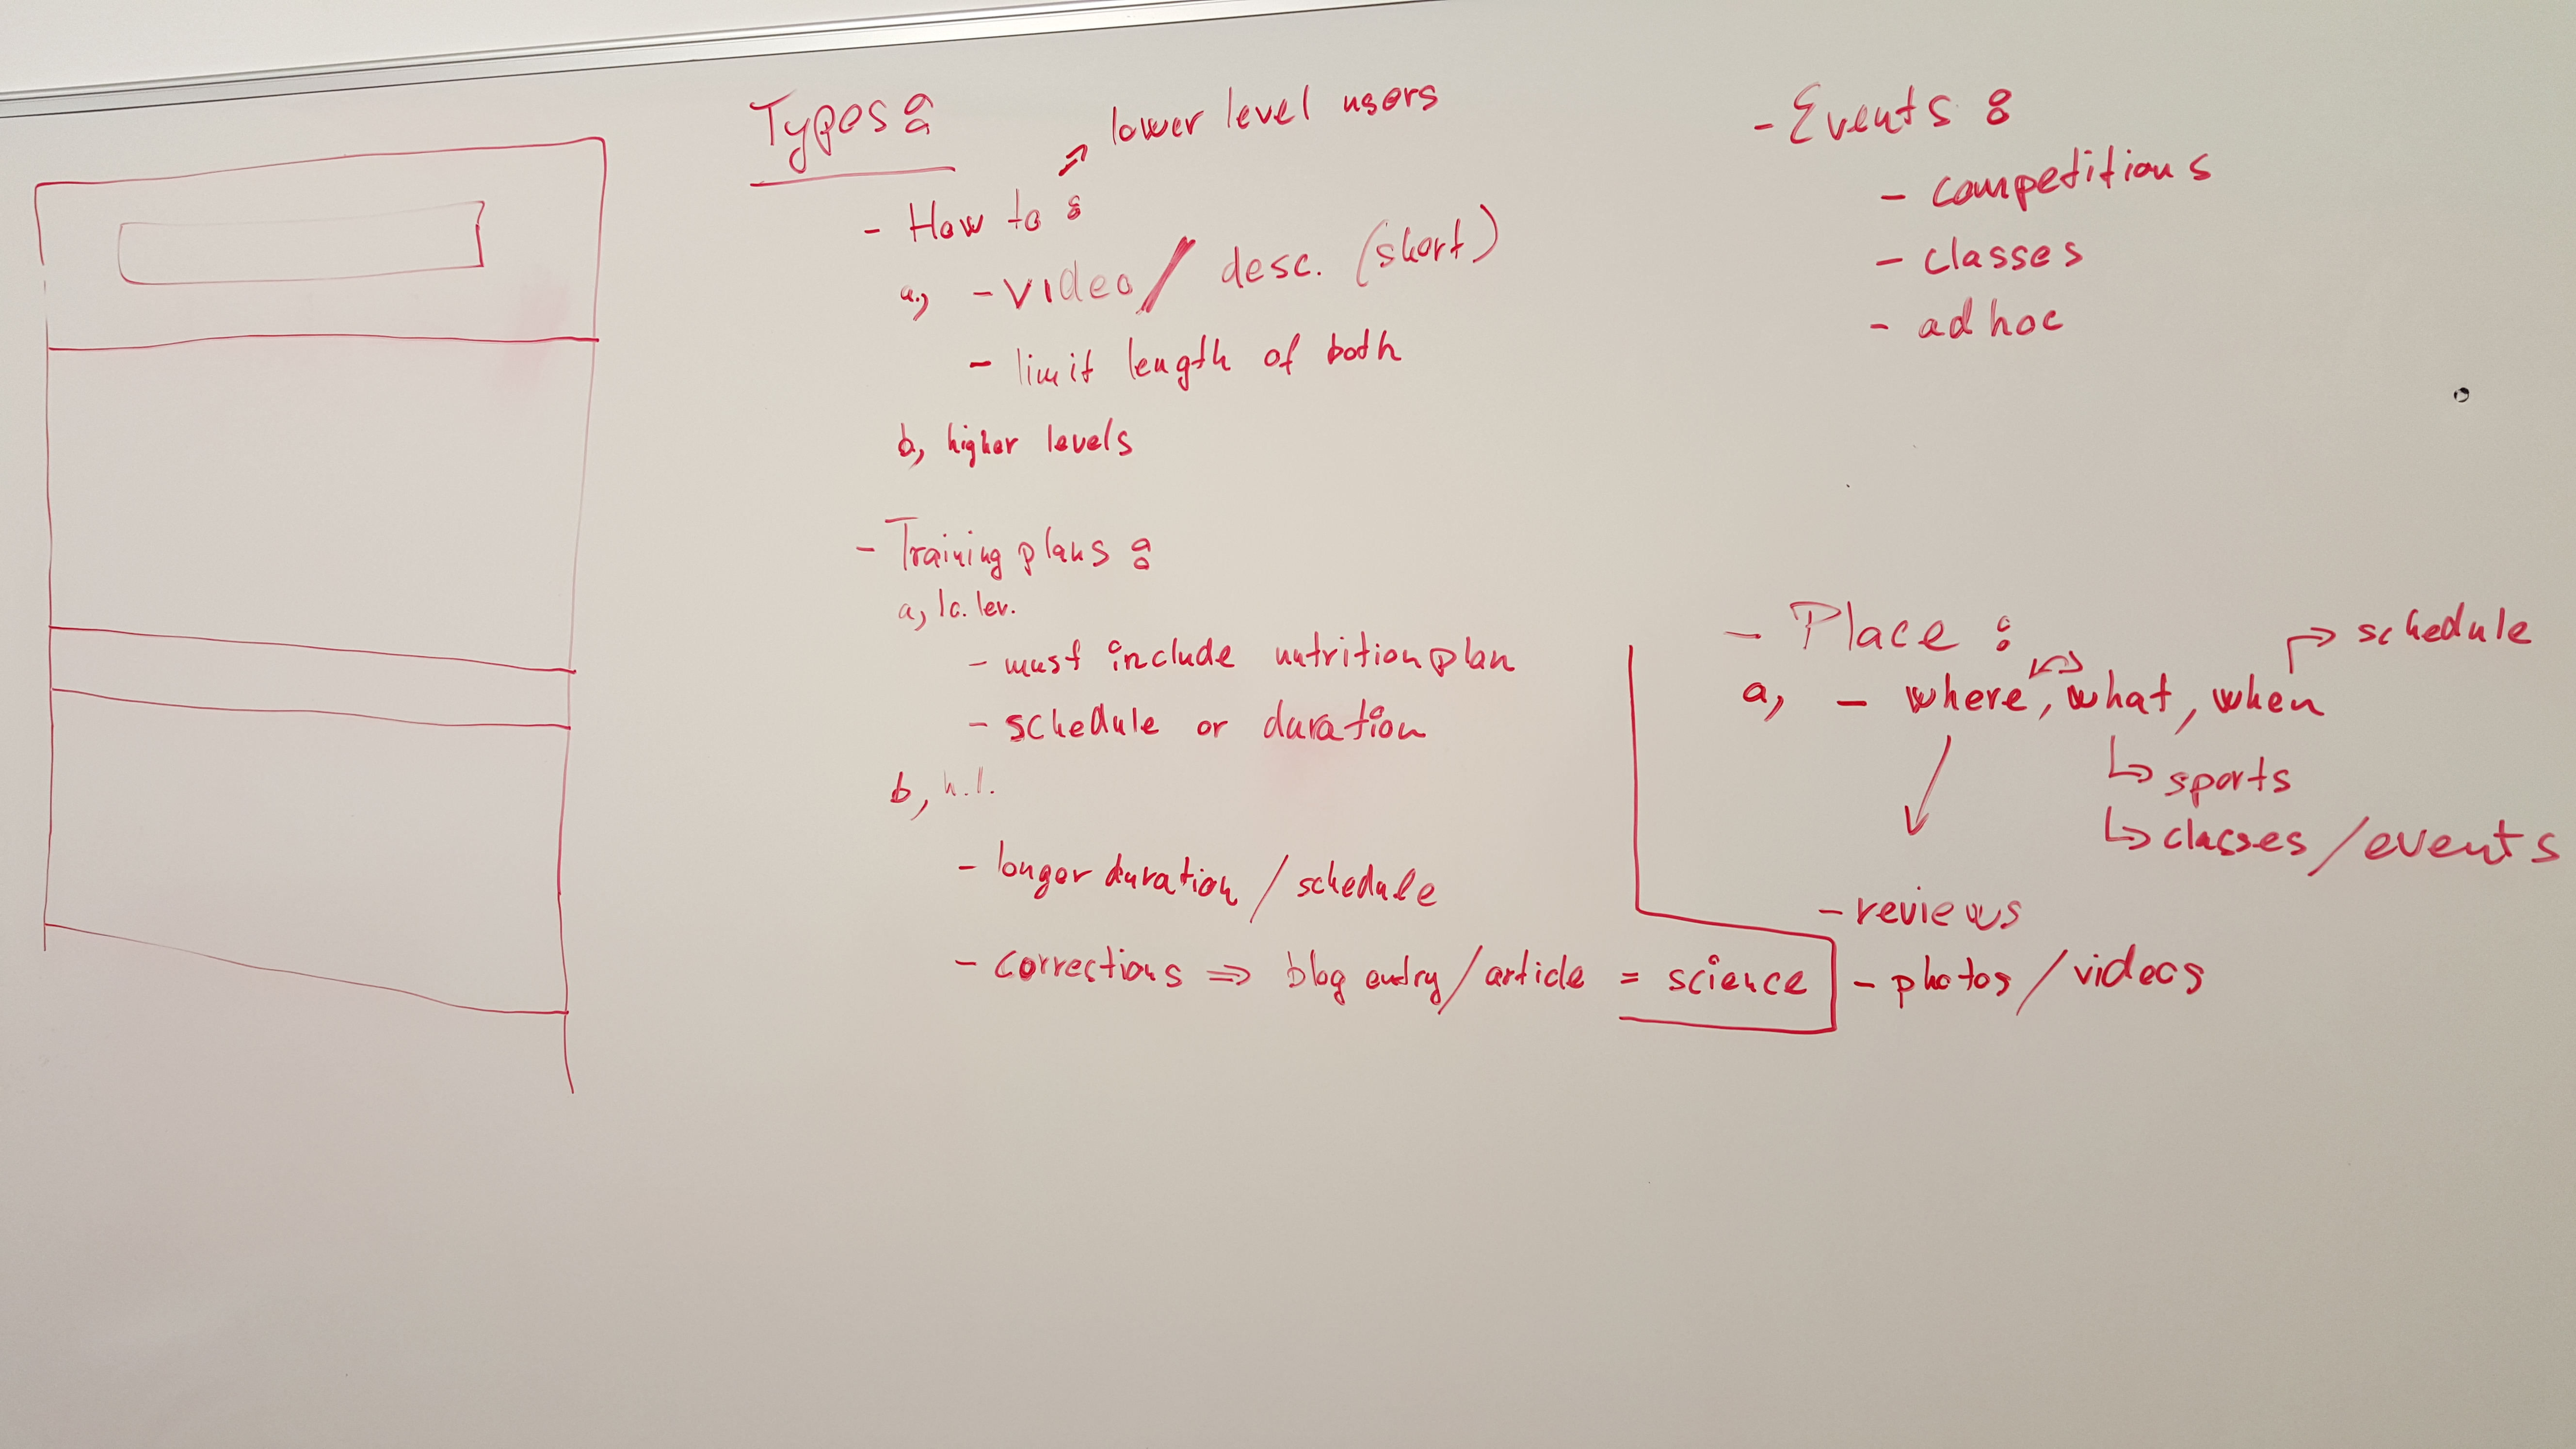 Types:
⇒ lower level users
- How to:
a, - video / desc. (short)
- limit length of both
b, higher levels
- Training plans:
a, lo. lev.
- must include nutrition plan
- schedule or duration
b, h.l.
- longer duration / schedule
- corrections ⇒ blog entry / article = science
- Events:
- competitions
- classes
- ad hoc
- Place:
→ schedule
a, - where, what, when
↳ sports
↳ classes / events
- reviews
- photos / videos